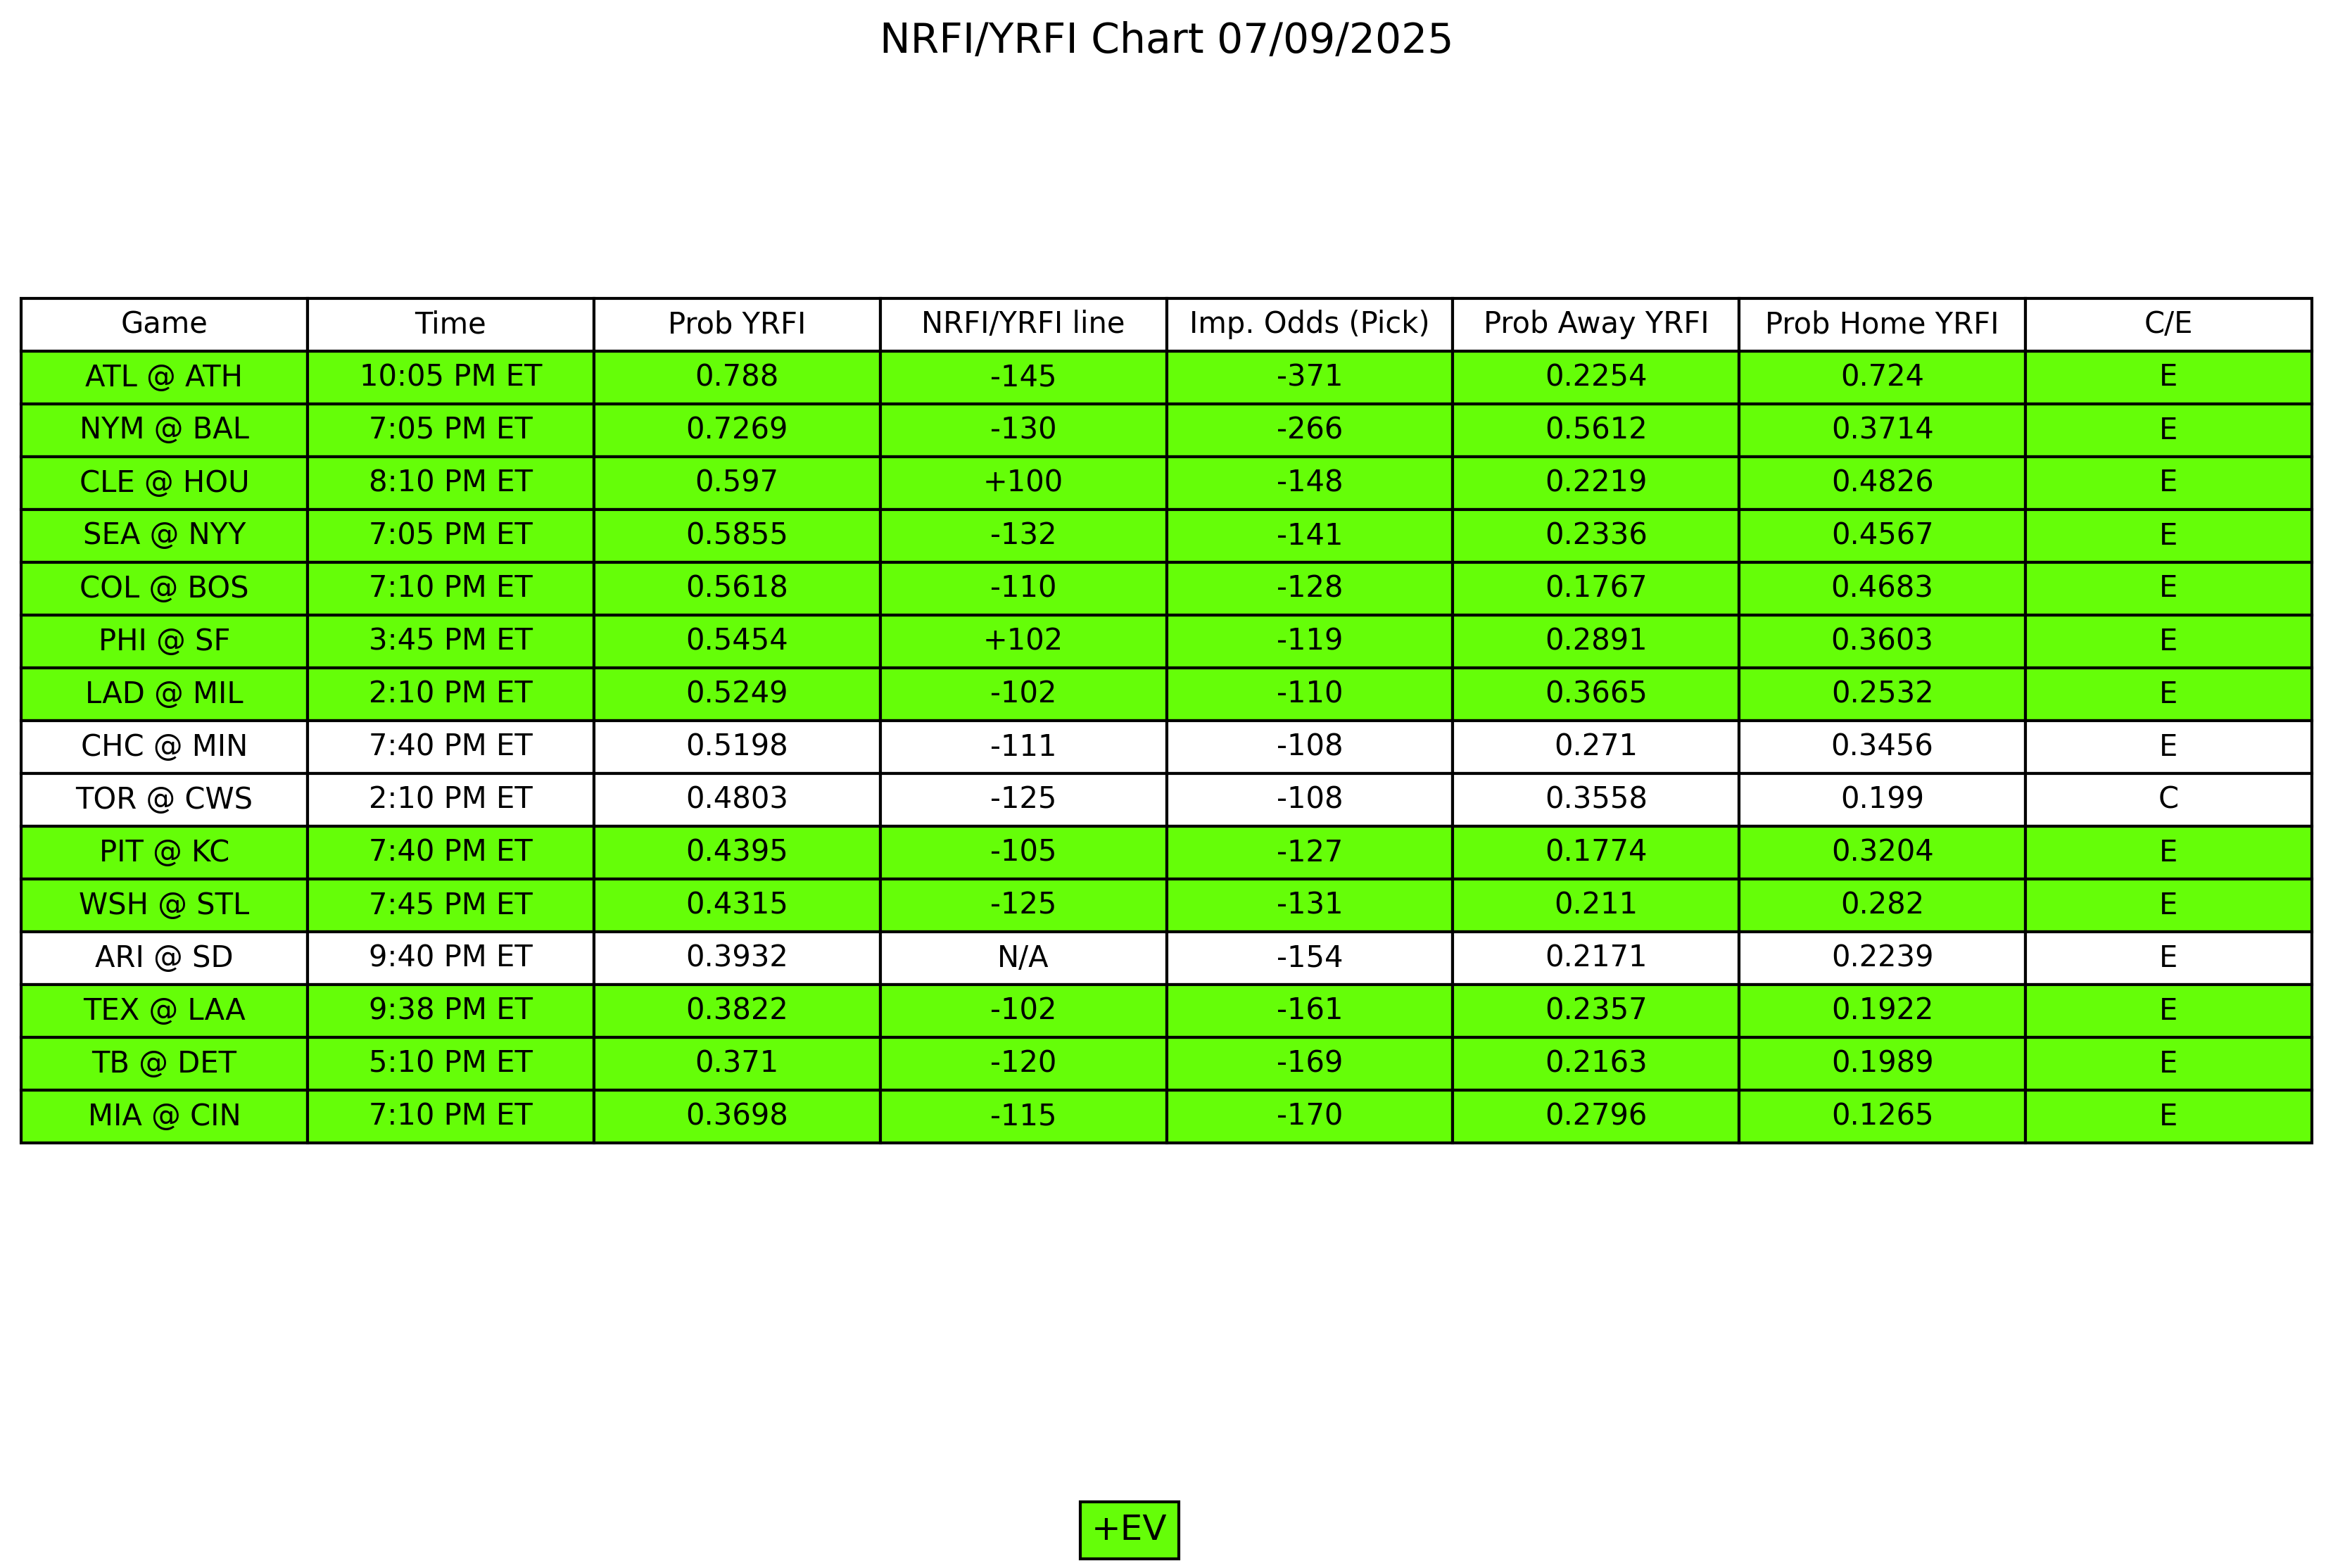 NRFI/YRFI Chart 07/09/2025
Game Time Prob YRFI NRFI/YRFI line Imp. Odds (Pick) Prob Away YRFI Prob Home YRFI C/E
ATL @ ATH 10:05 PM ET 0.788 -145 -371 0.2254 0.724 E
NYM @ BAL 7:05 PM ET 0.7269 -130 -266 0.5612 0.3714 E
CLE @ HOU 8:10 PM ET 0.597 +100 -148 0.2219 0.4826 E
SEA @ NYY 7:05 PM ET 0.5855 -132 -141 0.2336 0.4567 E
COL @ BOS 7:10 PM ET 0.5618 -110 -128 0.1767 0.4683 E
PHI @ SF 3:45 PM ET 0.5454 +102 -119 0.2891 0.3603 E
LAD @ MIL 2:10 PM ET 0.5249 -102 -110 0.3665 0.2532 E
CHC @ MIN 7:40 PM ET 0.5198 -111 -108 0.271 0.3456 E
TOR @ CWS 2:10 PM ET 0.4803 -125 -108 0.3558 0.199 C
PIT @ KC 7:40 PM ET 0.4395 -105 -127 0.1774 0.3204 E
WSH @ STL 7:45 PM ET 0.4315 -125 -131 0.211 0.282 E
ARI @ SD 9:40 PM ET 0.3932 N/A -154 0.2171 0.2239 E
TEX @ LAA 9:38 PM ET 0.3822 -102 -161 0.2357 0.1922 E
TB @ DET 5:10 PM ET 0.371 -120 -169 0.2163 0.1989 E
MIA @ CIN 7:10 PM ET 0.3698 -115 -170 0.2796 0.1265 E
+EV